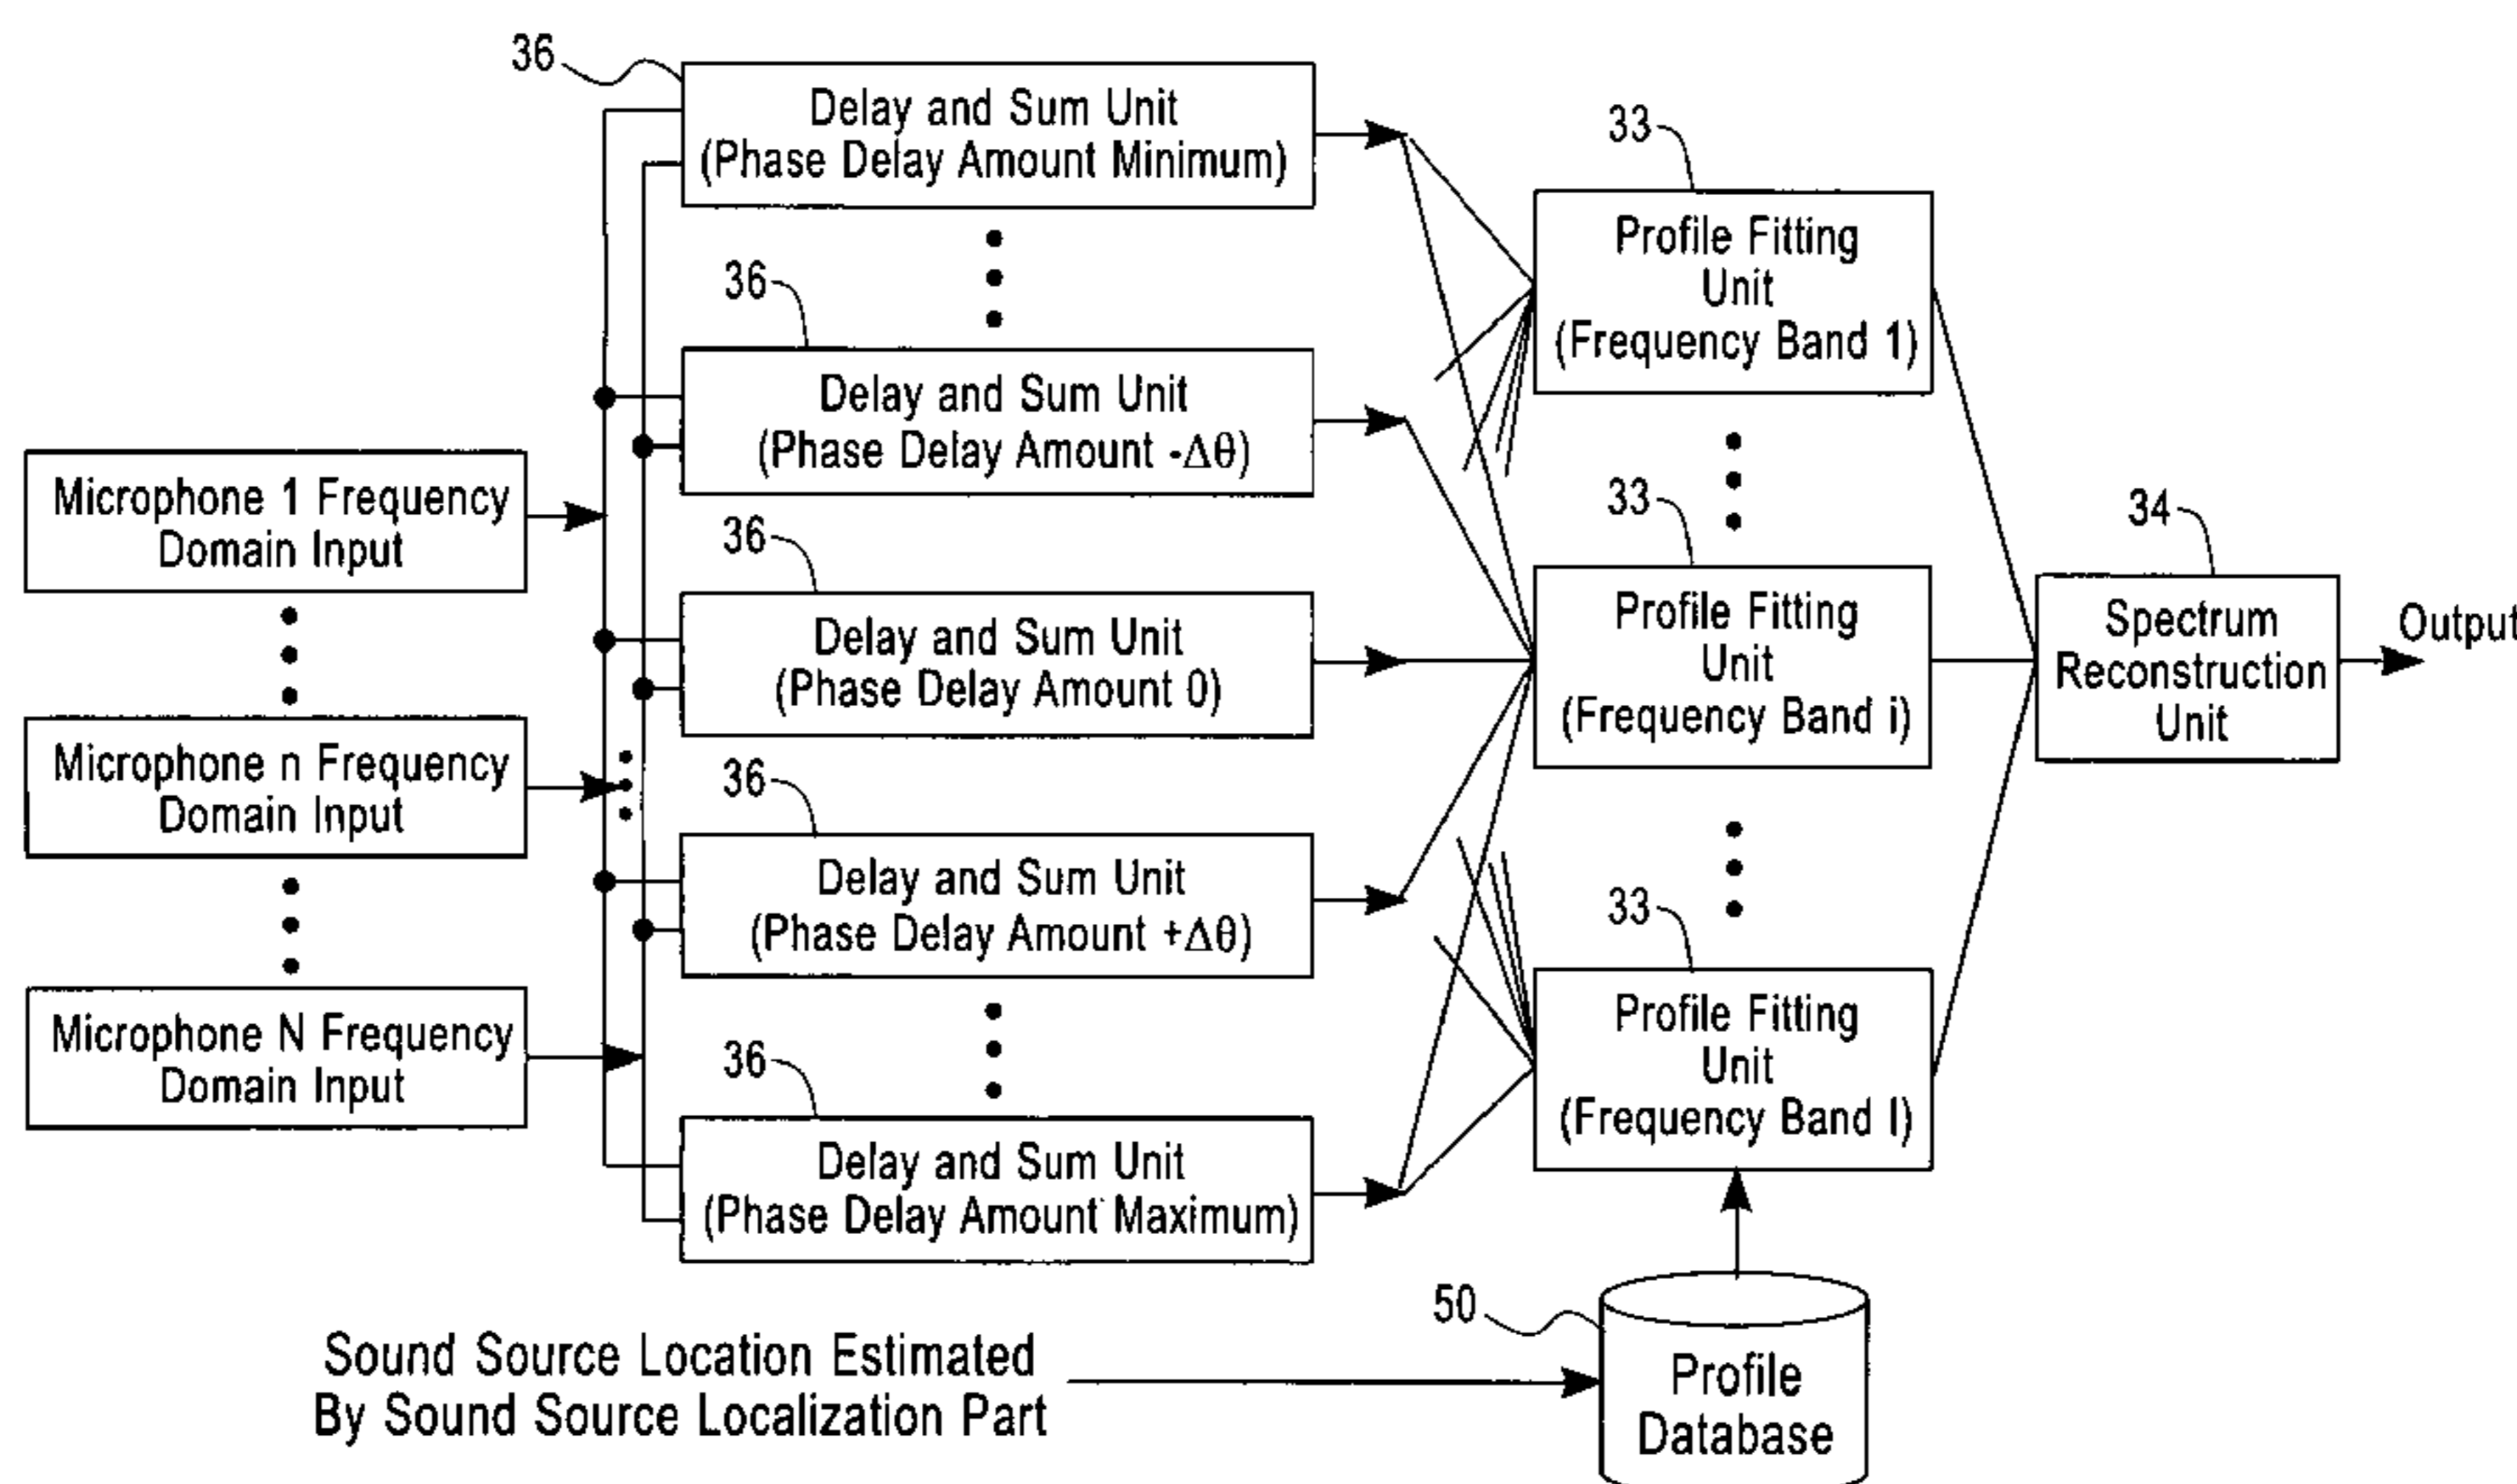 36
Delay and Sum Unit
(Phase Delay Amount Minimum)
36
Delay and Sum Unit
(Phase Delay Amount -Δθ)
36
Delay and Sum Unit
(Phase Delay Amount 0)
36
Delay and Sum Unit
(Phase Delay Amount +Δθ)
36
Delay and Sum Unit
(Phase Delay Amount Maximum)
Microphone 1 Frequency
Domain Input
Microphone n Frequency
Domain Input
Microphone N Frequency
Domain Input
33
Profile Fitting
Unit
(Frequency Band 1)
33
Profile Fitting
Unit
(Frequency Band i)
33
Profile Fitting
Unit
(Frequency Band I)
34
Spectrum
Reconstruction
Unit
Output
50
Profile
Database
Sound Source Location Estimated
By Sound Source Localization Part